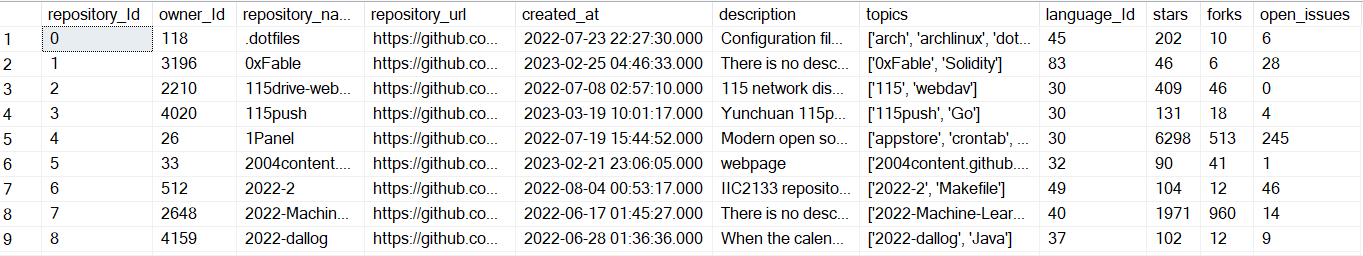 repository_Id owner_Id repository_na... repository_url created_at description topics language_Id stars forks open_issues
1 0 118 .dotfiles https://github.co... 2022-07-23 22:27:30.000 Configuration fil... ['arch', 'archlinux', 'dot... 45 202 10 6
2 1 3196 0xFable https://github.co... 2023-02-25 04:46:33.000 There is no desc... ['0xFable', 'Solidity'] 83 46 6 28
3 2 2210 115drive-web... https://github.co... 2022-07-08 02:57:10.000 115 network dis... ['115', 'webdav'] 30 409 46 0
4 3 4020 115push https://github.co... 2023-03-19 10:01:17.000 Yunchuan 115p... ['115push', 'Go'] 30 131 18 4
5 4 26 1Panel https://github.co... 2022-07-19 15:44:52.000 Modern open so... ['appstore', 'crontab', ... 30 6298 513 245
6 5 33 2004content.... https://github.co... 2023-02-21 23:06:05.000 webpage ['2004content.github.... 32 90 41 1
7 6 512 2022-2 https://github.co... 2022-08-04 00:53:17.000 IIC2133 reposito... ['2022-2', 'Makefile'] 49 104 12 46
8 7 2648 2022-Machin... https://github.co... 2022-06-17 01:45:27.000 There is no desc... ['2022-Machine-Lear... 40 1971 960 14
9 8 4159 2022-dallog https://github.co... 2022-06-28 01:36:36.000 When the calen... ['2022-dallog', 'Java'] 37 102 12 9